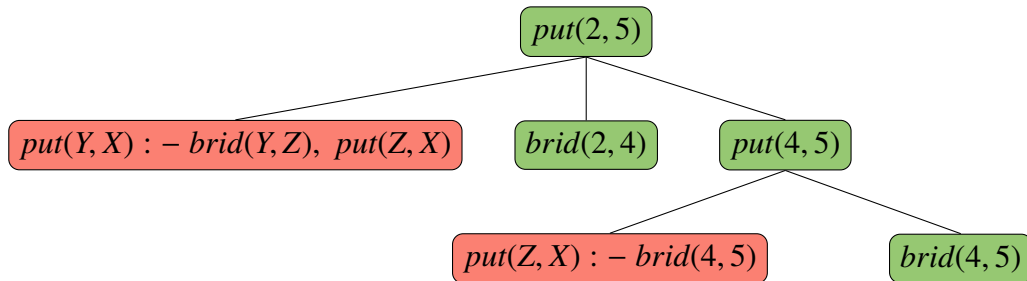 put(2, 5)
put(Y, X) : − brid(Y, Z), put(Z, X)
brid(2, 4)
put(4, 5)
put(Z, X) : − brid(4, 5)
brid(4, 5)